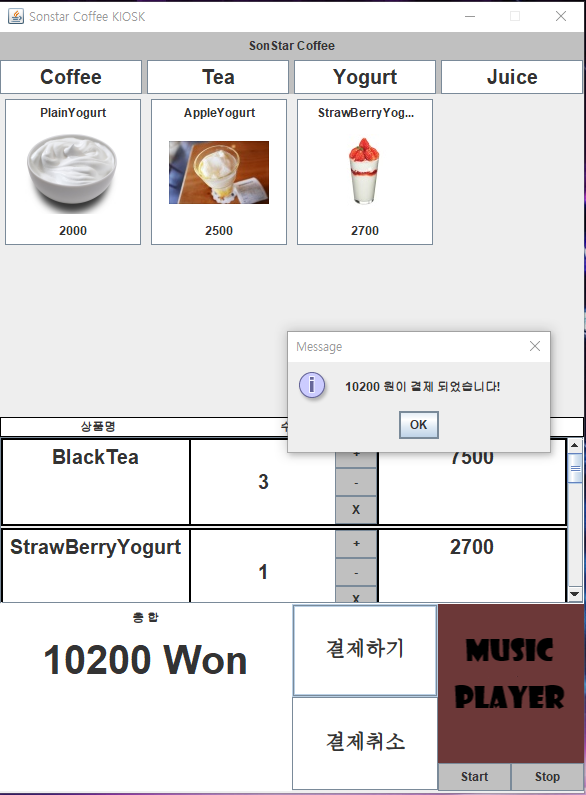 Sonstar Coffee KIOSK
SonStar Coffee
Coffee Tea Yogurt Juice
PlainYogurt AppleYogurt StrawBerryYog...
2000 2500 2700
Message
10200 원이 결제 되었습니다!
OK
상품명
BlackTea 3 + - X 7500
StrawBerryYogurt 1 + - X 2700
총 합
10200 Won
결제하기
결제취소
MUSIC
PLAYER
Start Stop